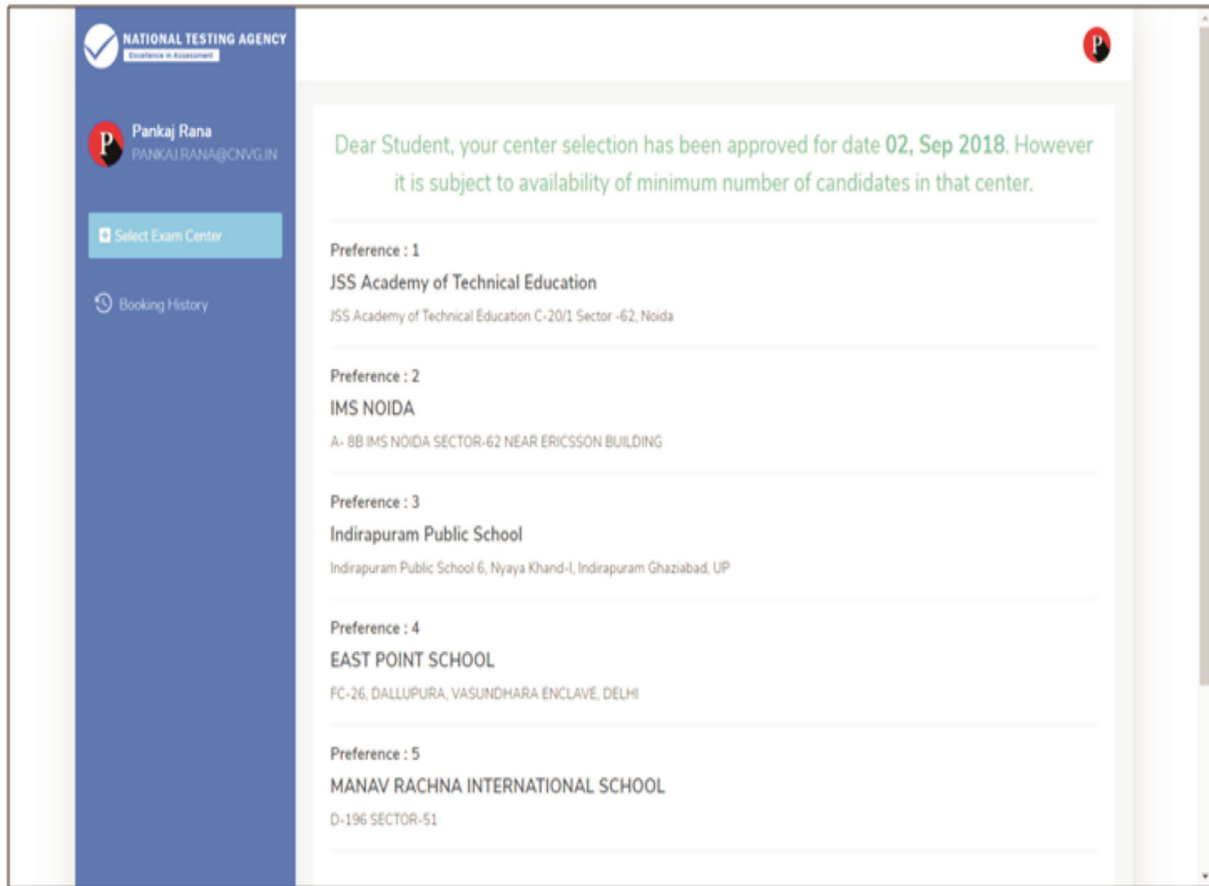 NATIONAL TESTING AGENCY
Excellence in Assessment
P
P
Pankaj Rana
PANKAJ.RANA@CNVG.IN
Select Exam Center
Booking History
Dear Student, your center selection has been approved for date 02, Sep 2018. However
it is subject to availability of minimum number of candidates in that center.
Preference : 1
JSS Academy of Technical Education
JSS Academy of Technical Education C-20/1 Sector -62, Noida
Preference : 2
IMS NOIDA
A- 8B IMS NOIDA SECTOR-62 NEAR ERICSSON BUILDING
Preference : 3
Indirapuram Public School
Indirapuram Public School 6, Nyaya Khand-I, Indirapuram Ghaziabad, UP
Preference : 4
EAST POINT SCHOOL
FC-26, DALLUPURA, VASUNDHARA ENCLAVE, DELHI
Preference : 5
MANAV RACHNA INTERNATIONAL SCHOOL
D-196 SECTOR-51